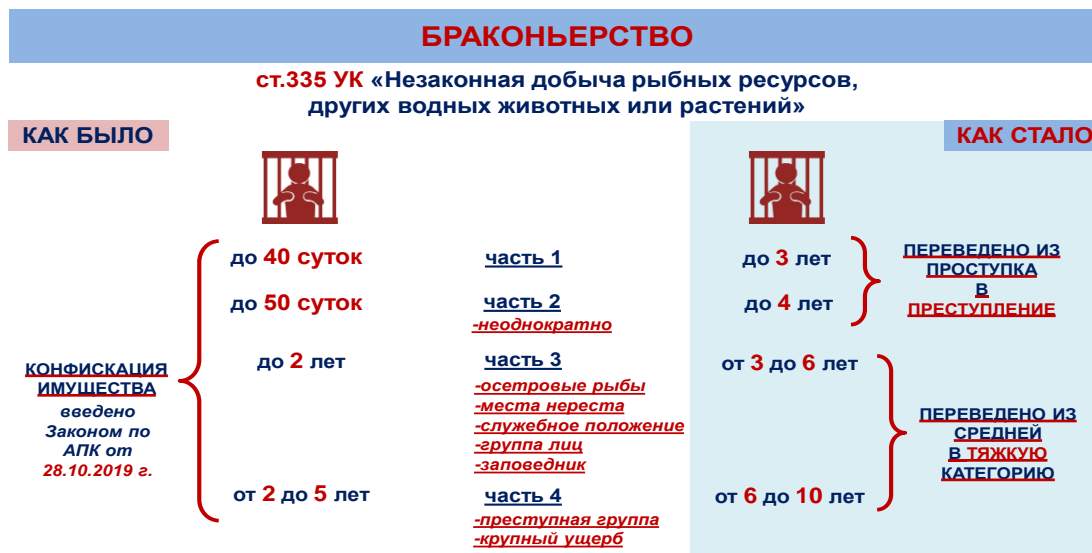 БРАКОНЬЕРСТВО
ст.335 УК «Незаконная добыча рыбных ресурсов,
других водных животных или растений»
КАК БЫЛО
КАК СТАЛО
КОНФИСКАЦИЯ
ИМУЩЕСТВА
введено
Законом по
АПК от
28.10.2019 г.
до 40 суток
часть 1
до 3 лет
до 50 суток
часть 2
-неоднократно
до 4 лет
ПЕРЕВЕДЕНО ИЗ
ПРОСТУПКА
В
ПРЕСТУПЛЕНИЕ
до 2 лет
часть 3
-осетровые рыбы
-места нереста
-служебное положение
-группа лиц
-заповедник
от 3 до 6 лет
от 2 до 5 лет
часть 4
-преступная группа
-крупный ущерб
от 6 до 10 лет
ПЕРЕВЕДЕНО ИЗ
СРЕДНЕЙ
В ТЯЖКУЮ
КАТЕГОРИЮ